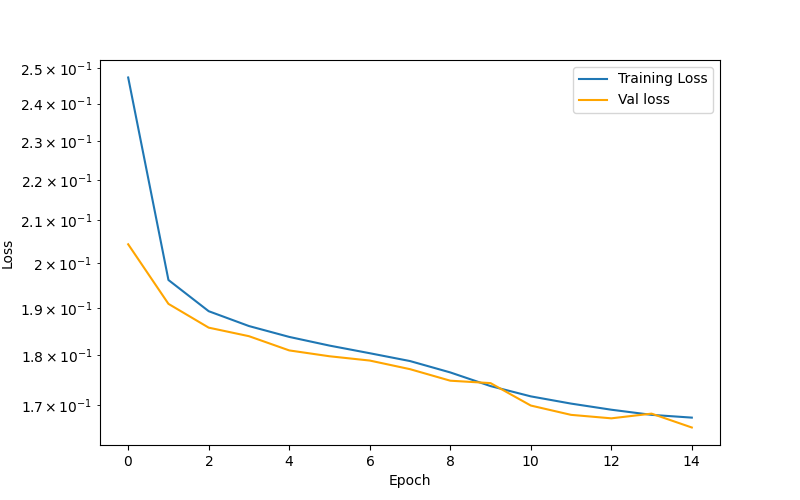 2.5 × 10⁻¹
2.4 × 10⁻¹
2.3 × 10⁻¹
2.2 × 10⁻¹
2.1 × 10⁻¹
2 × 10⁻¹
1.9 × 10⁻¹
1.8 × 10⁻¹
1.7 × 10⁻¹
Loss
Training Loss
Val loss
0 2 4 6 8 10 12 14
Epoch